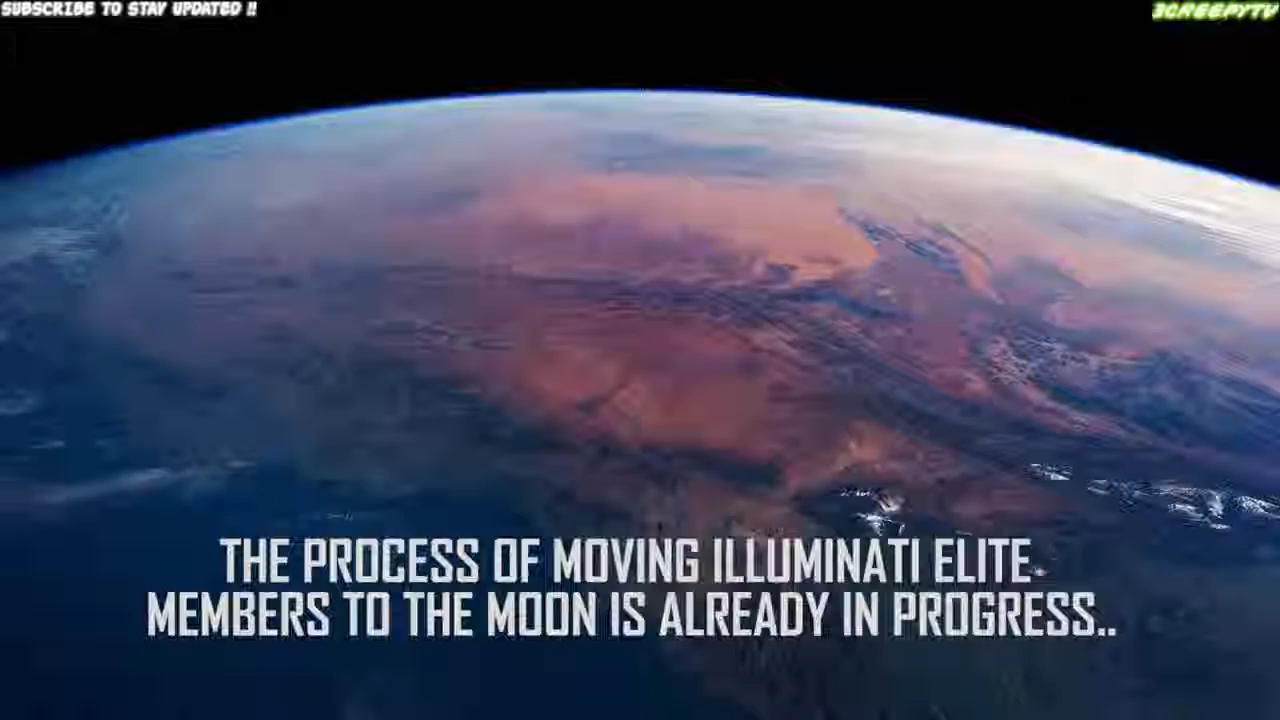 SUBSCRIBE TO STAY UPDATED !!
3CREEPYTV
THE PROCESS OF MOVING ILLUMINATI ELITE
MEMBERS TO THE MOON IS ALREADY IN PROGRESS..